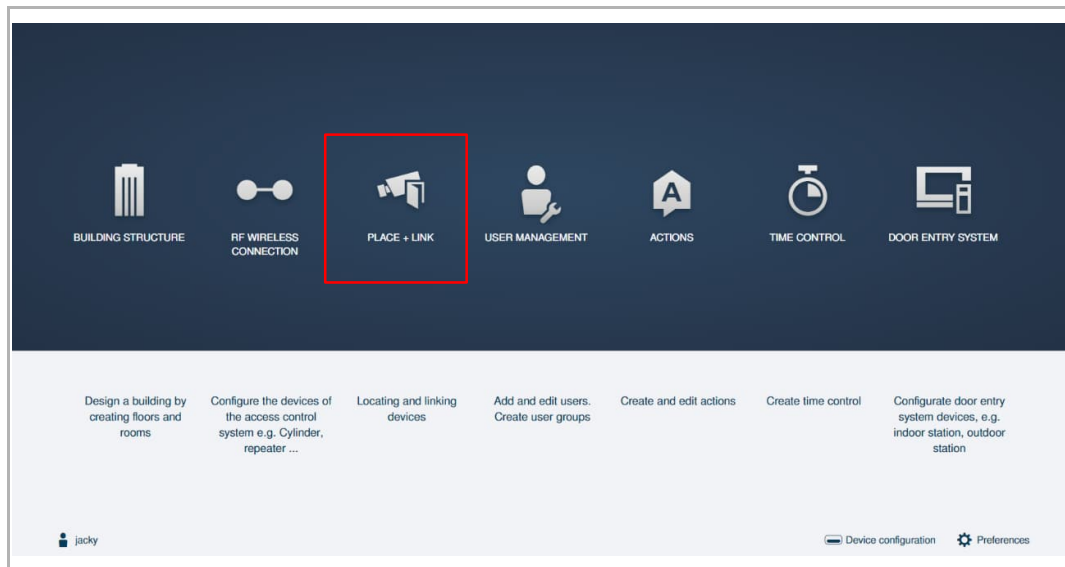 BUILDING STRUCTURE
RF WIRELESS
CONNECTION
PLACE + LINK
USER MANAGEMENT
A
ACTIONS
TIME CONTROL
DOOR ENTRY SYSTEM
Design a building by
creating floors and
rooms
Configure the devices of
the access control
system e.g. Cylinder,
repeater ...
Locating and linking
devices
Add and edit users.
Create user groups
Create and edit actions
Create time control
Configurate door entry
system devices, e.g.
indoor station, outdoor
station
jacky
Device configuration
Preferences